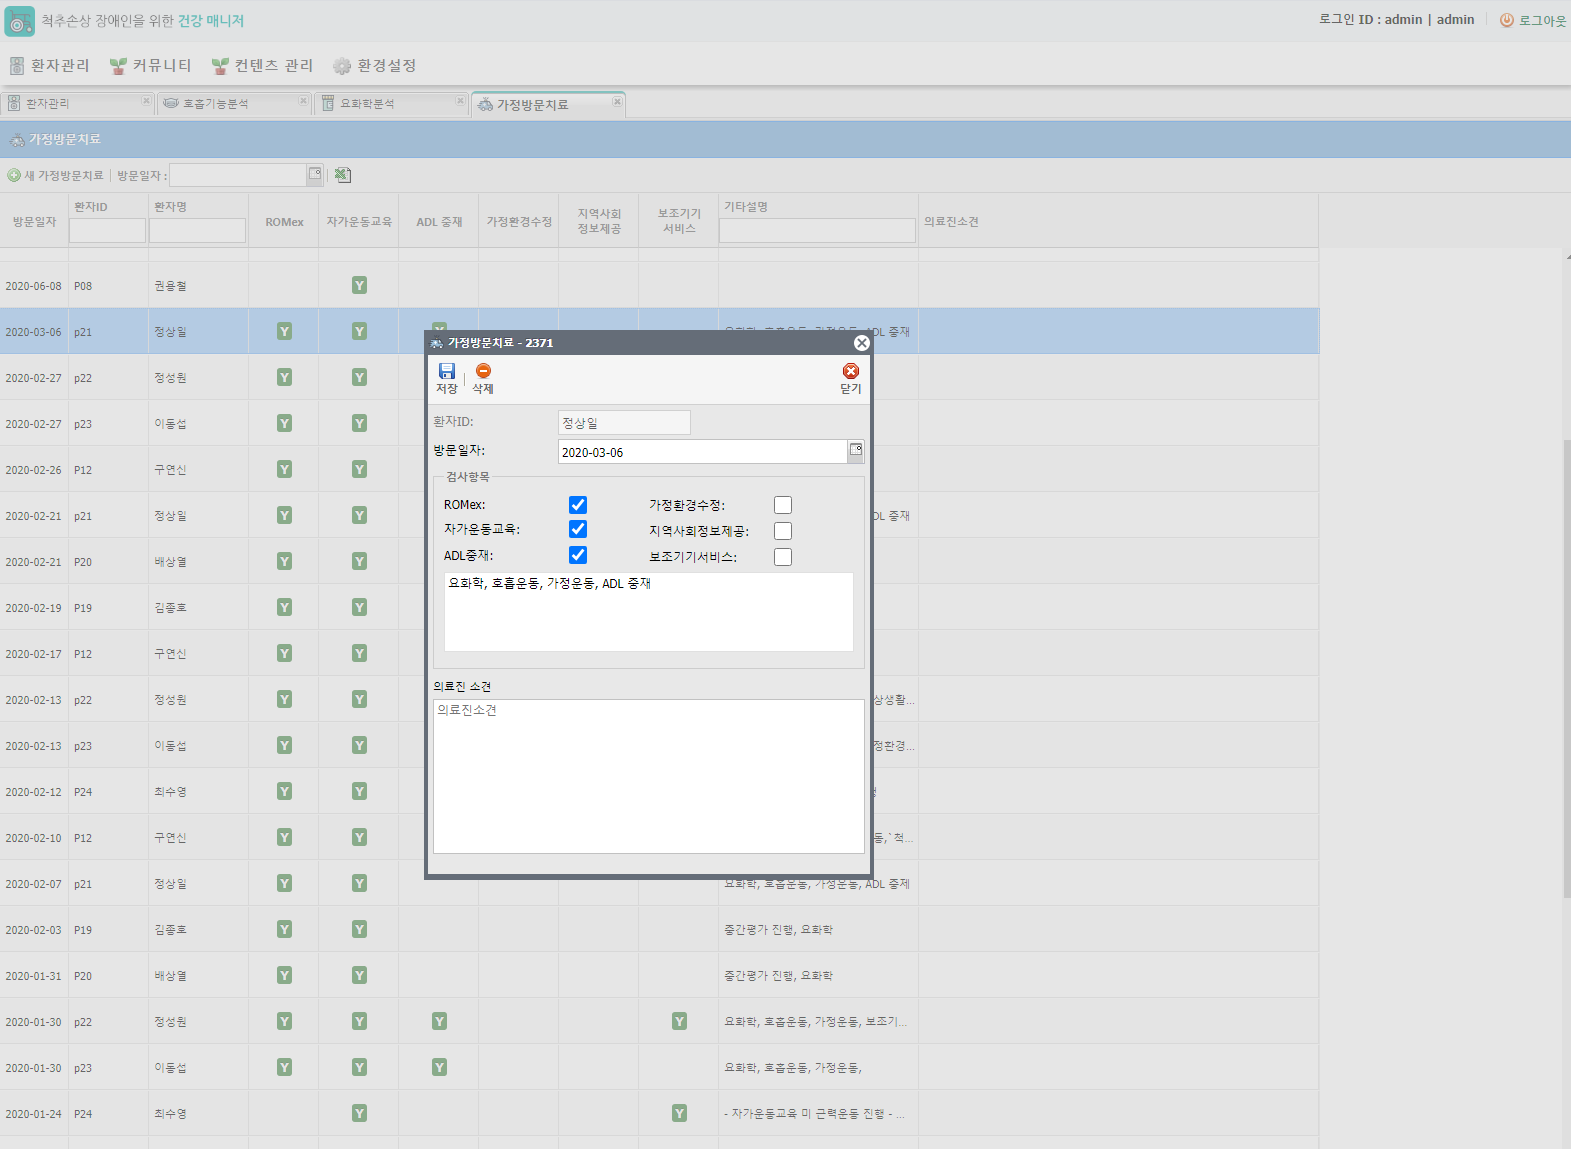 척추손상 장애인을 위한 건강 매니저
로그인 ID : admin | admin
로그아웃
환자관리
커뮤니티
컨텐츠 관리
환경설정
환자관리
호흡기능분석
요화학분석
가정방문치료
가정방문치료
새 가정방문치료
방문일자 :
방문일자
환자ID
환자명
ROMex
자가운동교육
ADL 중재
가정환경수정
지역사회
정보제공
보조기기
서비스
기타설명
의료진소견
2020-06-08 P08 권용철 Y
2020-03-06 p21 정상일 Y Y Y 요화학, 호흡운동, 가정운동, ADL 중재
2020-02-27 p22 정성원 Y Y
2020-02-27 p23 이동섭 Y Y
2020-02-26 P12 구연신 Y Y
2020-02-21 p21 정상일 Y Y DL 중재
2020-02-21 P20 배상열 Y Y
2020-02-19 P19 김종호 Y Y
2020-02-17 P12 구연신 Y Y
2020-02-13 p22 정성원 Y Y 상생활...
2020-02-13 p23 이동섭 Y Y 정환경...
2020-02-12 P24 최수영 Y Y
2020-02-10 P12 구연신 Y Y 동,`척...
2020-02-07 p21 정상일 Y Y 요화학, 호흡운동, 가정운동, ADL 중제
2020-02-03 P19 김종호 Y Y 중간평가 진행, 요화학
2020-01-31 P20 배상열 Y Y 중간평가 진행, 요화학
2020-01-30 p22 정성원 Y Y Y Y 요화학, 호흡운동, 가정운동, 보조기...
2020-01-30 p23 이동섭 Y Y Y 요화학, 호흡운동, 가정운동,
2020-01-24 P24 최수영 Y Y - 자가운동교육 미 근력운동 진행 - ...
가정방문치료 - 2371
저장
삭제
닫기
환자ID: 정상일
방문일자: 2020-03-06
검사항목
ROMex:
가정환경수정:
자가운동교육:
지역사회정보제공:
ADL중재:
보조기기서비스:
요화학, 호흡운동, 가정운동, ADL 중재
의료진 소견
의료진소견